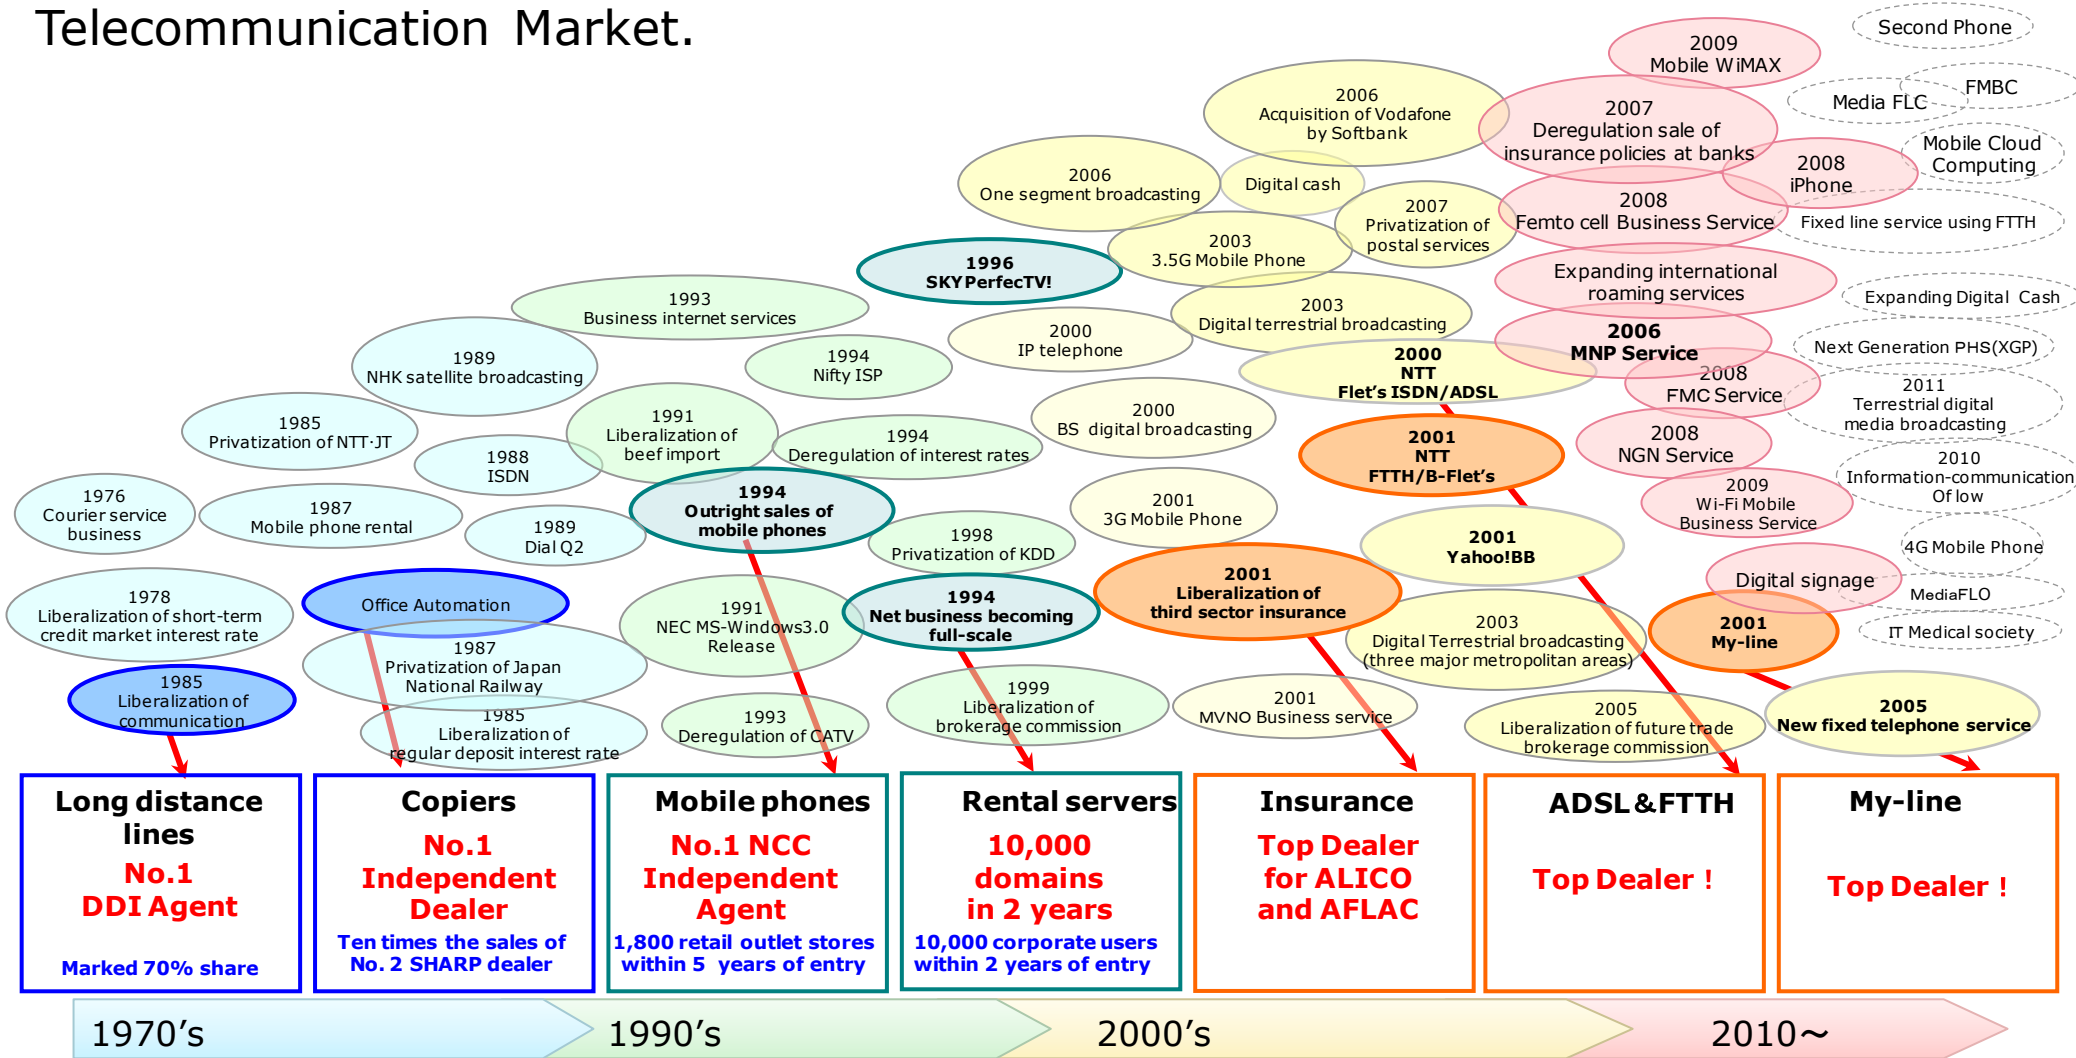 Telecommunication Market.
Second Phone
2009
Mobile WiMAX
FMBC
Media FLC
2006
Acquisition of Vodafone
by Softbank
2007
Deregulation sale of
insurance policies at banks
Mobile Cloud
Computing
2008
iPhone
2006
One segment broadcasting
Digital cash
2007
Privatization of
postal services
2008
Femto cell Business Service
Fixed line service using FTTH
2003
3.5G Mobile Phone
1996
SKYPerfecTV!
Expanding international
roaming services
Expanding Digital Cash
1993
Business internet services
2003
Digital terrestrial broadcasting
2000
IP telephone
2006
MNP Service
Next Generation PHS(XGP)
1989
NHK satellite broadcasting
1994
Nifty ISP
2000
NTT
Flet's ISDN/ADSL
2008
FMC Service
2011
Terrestrial digital
media broadcasting
1985
Privatization of NTT·JT
1991
Liberalization of
beef import
1994
Deregulation of interest rates
2000
BS digital broadcasting
2001
NTT
FTTH/B-Flet's
2008
NGN Service
1988
ISDN
2010
Information-communication
Of low
1976
Courier service
business
1987
Mobile phone rental
1989
Dial Q2
1994
Outright sales of
mobile phones
2001
3G Mobile Phone
2009
Wi-Fi Mobile
Business Service
1998
Privatization of KDD
2001
Yahoo!BB
4G Mobile Phone
Digital signage
MediaFLO
1978
Liberalization of short-term
credit market interest rate
Office Automation
1991
NEC MS-Windows3.0
Release
1994
Net business becoming
full-scale
2001
Liberalization of
third sector insurance
2003
Digital Terrestrial broadcasting
(three major metropolitan areas)
2001
My-line
IT Medical society
1987
Privatization of Japan
National Railway
1985
Liberalization of
communication
1985
Liberalization of
regular deposit interest rate
1993
Deregulation of CATV
1999
Liberalization of
brokerage commission
2001
MVNO Business service
2005
Liberalization of future trade
brokerage commission
2005
New fixed telephone service
Long distance
lines
No.1
DDI Agent
Marked 70% share
Copiers
No.1
Independent
Dealer
Ten times the sales of
No. 2 SHARP dealer
Mobile phones
No.1 NCC
Independent
Agent
1,800 retail outlet stores
within 5 years of entry
Rental servers
10,000
domains
in 2 years
10,000 corporate users
within 2 years of entry
Insurance
Top Dealer
for ALICO
and AFLAC
ADSL&FTTH
Top Dealer !
My-line
Top Dealer !
1970's
1990's
2000's
2010～